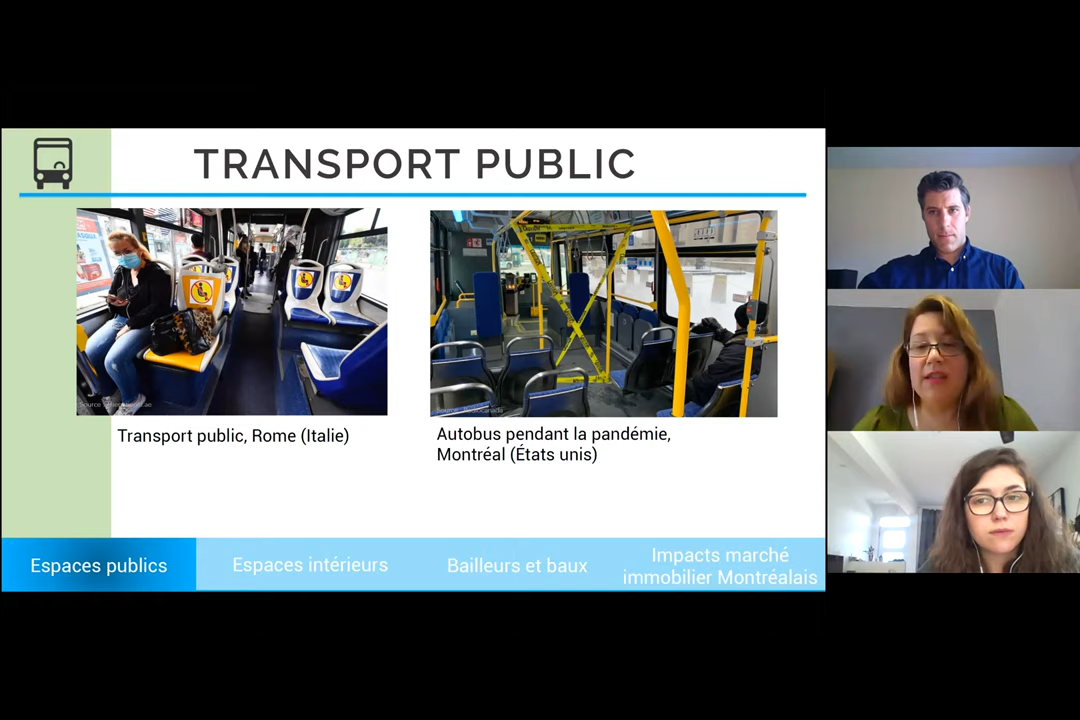 TRANSPORT PUBLIC
Transport public, Rome (Italie)
Autobus pendant la pandémie,
Montréal (États unis)
Espaces publics
Espaces intérieurs
Bailleurs et baux
Impacts marché
immobilier Montréalais